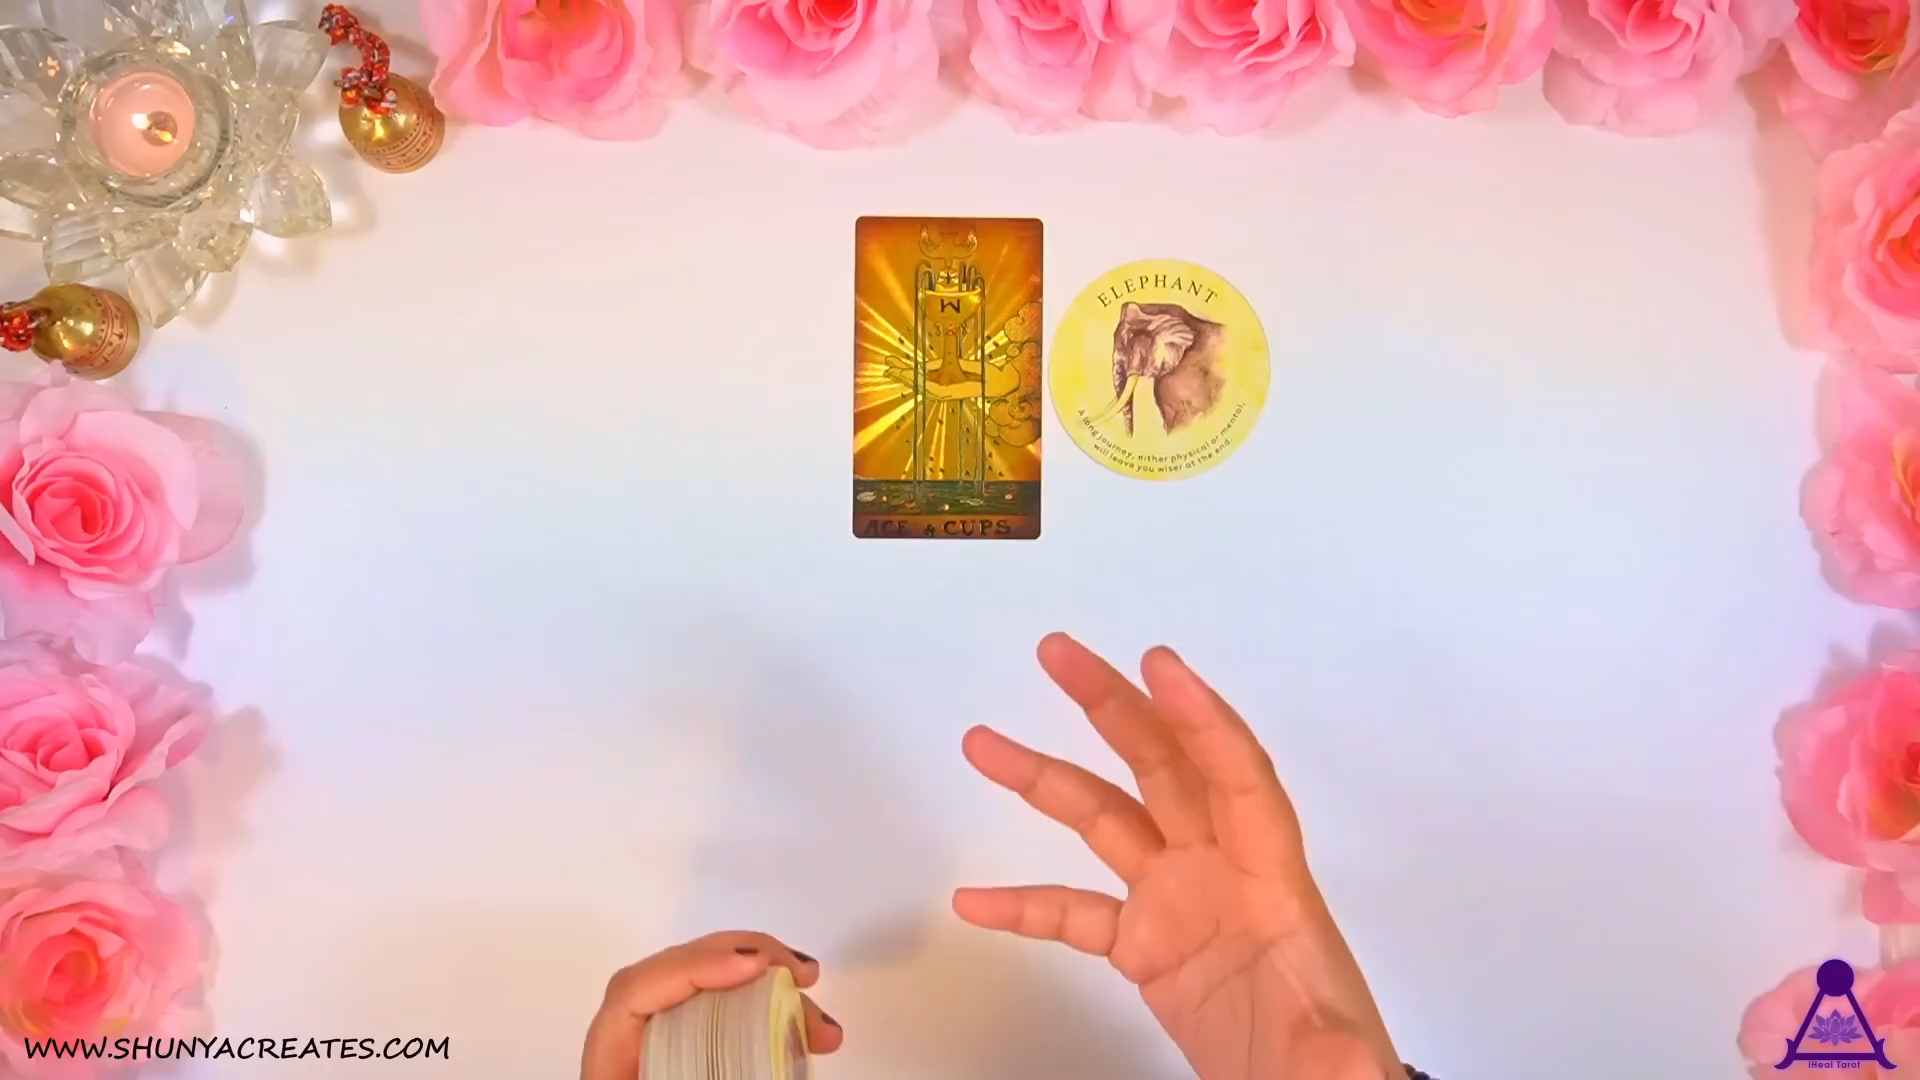 ELEPHANT
M
A long journey, either physical or mental,
will leave you wiser at the end.
ACE & CUPS
WWW.SHUNYACREATES.COM
iHeal Tarot